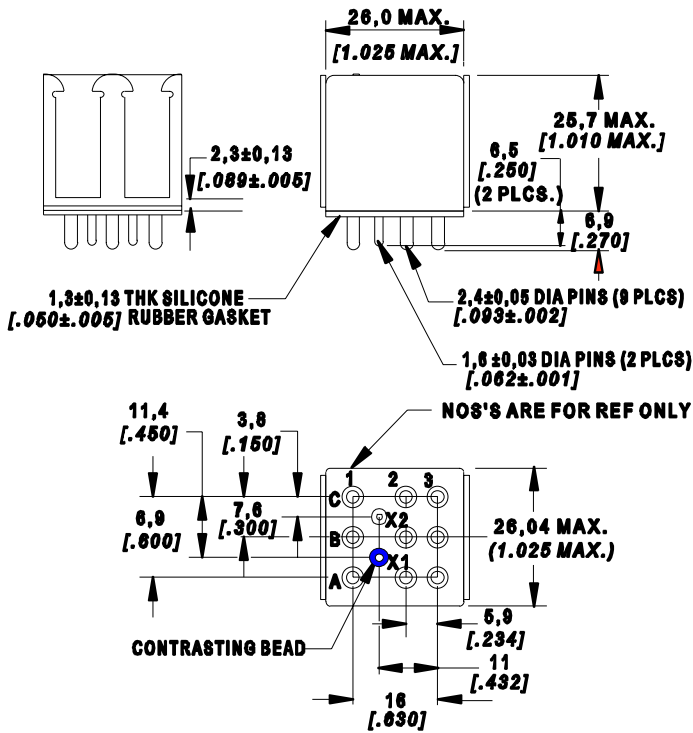 26,0 MAX.
[1.025 MAX.]
25,7 MAX.
[1.010 MAX.]
2,3±0,13
[.089±.005]
6,5
[.250]
(2 PLCS.)
6,9
[.270]
1,3±0,13 THK SILICONE
[.050±.005] RUBBER GASKET
2,4±0,05 DIA PINS (9 PLCS)
[.093±.002]
1,6 ±0,03 DIA PINS (2 PLCS)
[.062±.001]
11,4
[.450]
3,8
[.150]
NOS'S ARE FOR REF ONLY
1 2 3
C
6,9
[.600]
7,6
[.300]
X2
B
26,04 MAX.
(1.025 MAX.)
X1
A
CONTRASTING BEAD
5,9
[.234]
11
[.432]
16
[.630]